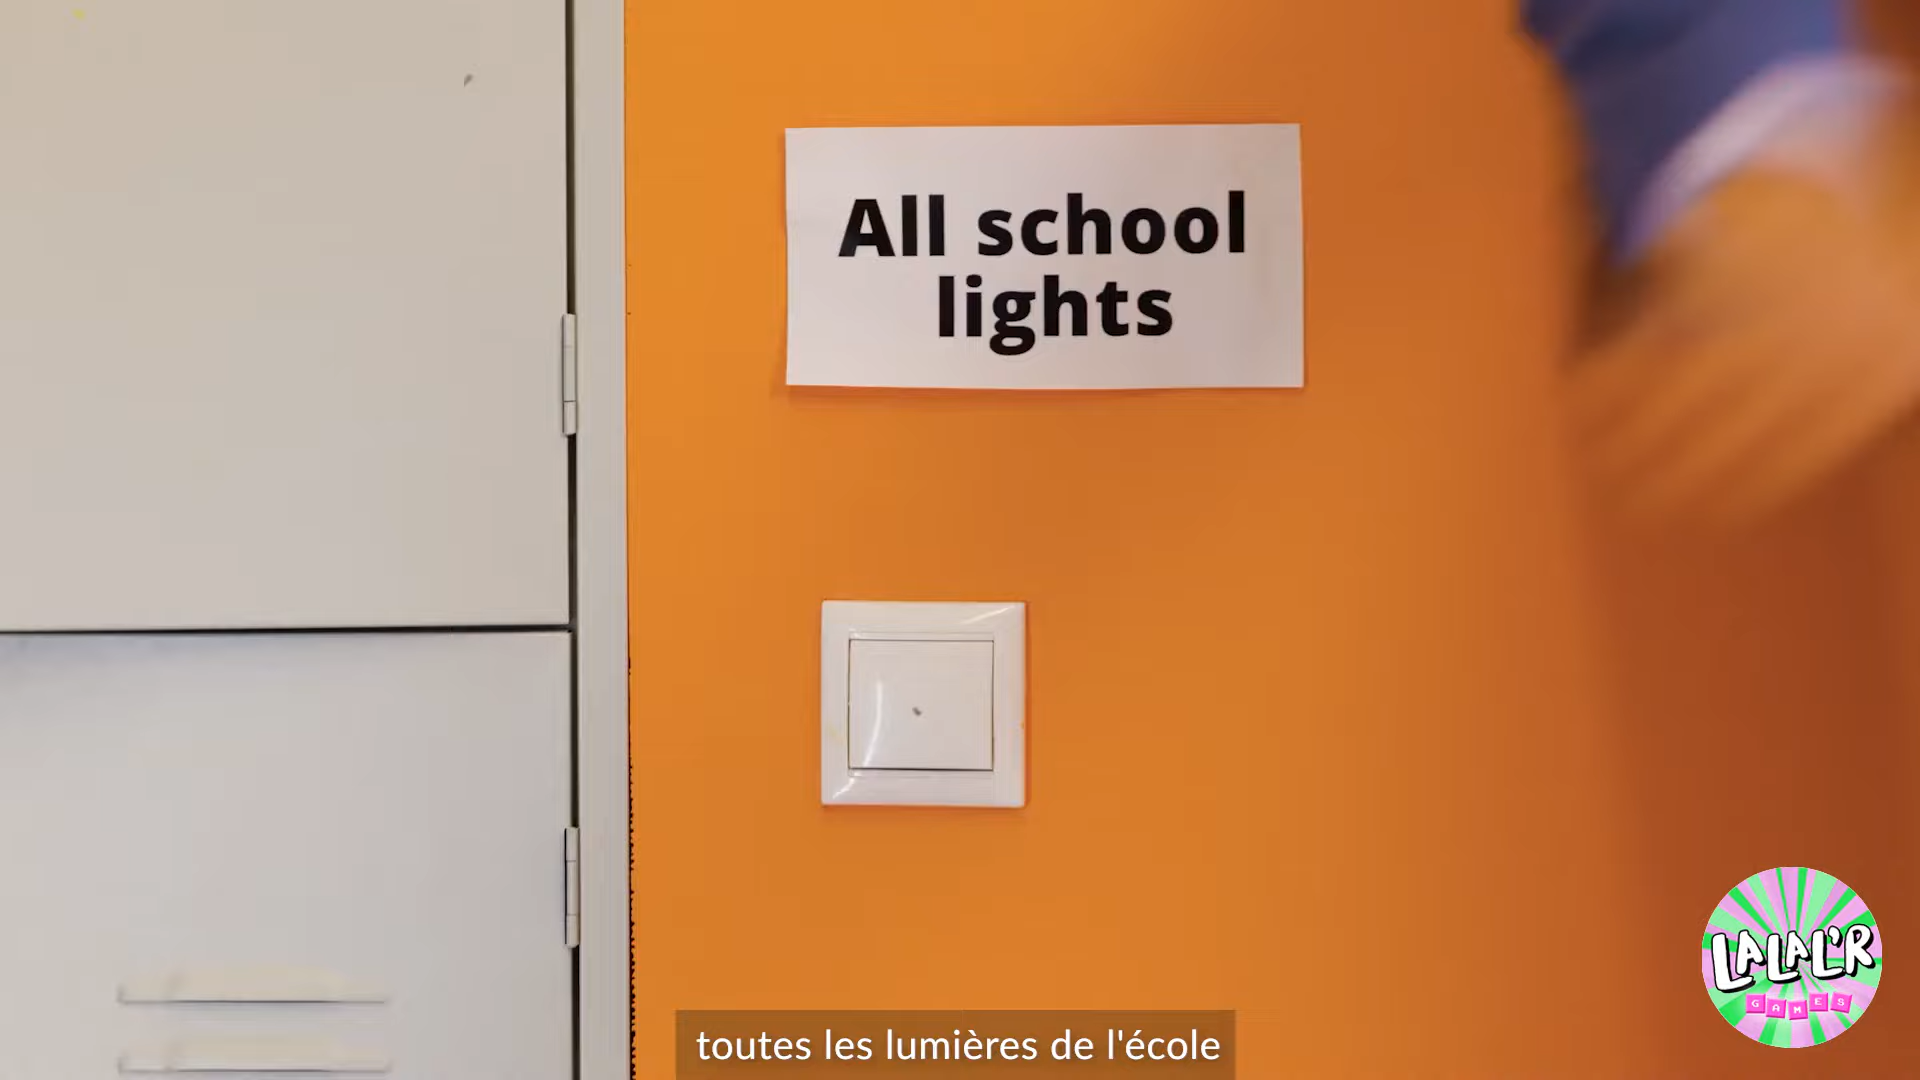 All school
lights
LALAL'R
GAMES
toutes les lumières de l'école